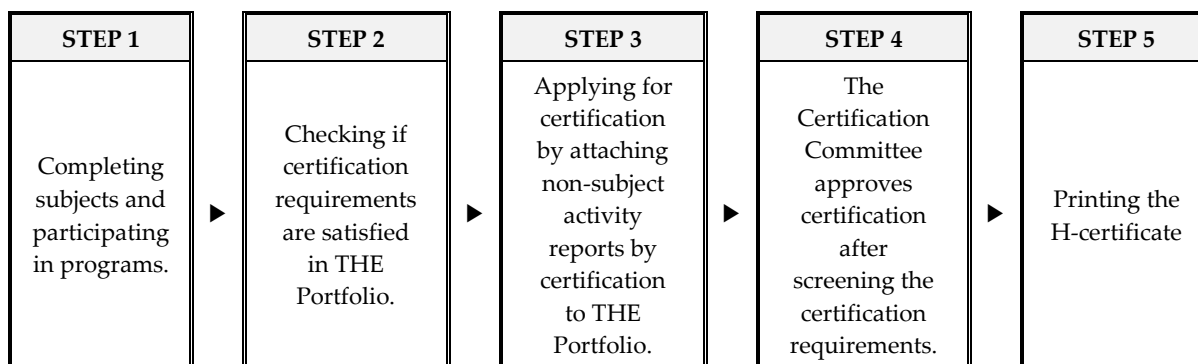 STEP 1
Completing
subjects and
participating
in programs.
▶
STEP 2
Checking if
certification
requirements
are satisfied
in THE
Portfolio.
▶
STEP 3
Applying for
certification
by attaching
non-subject
activity
reports by
certification
to THE
Portfolio.
▶
STEP 4
The
Certification
Committee
approves
certification
after
screening the
certification
requirements.
▶
STEP 5
Printing the
H-certificate